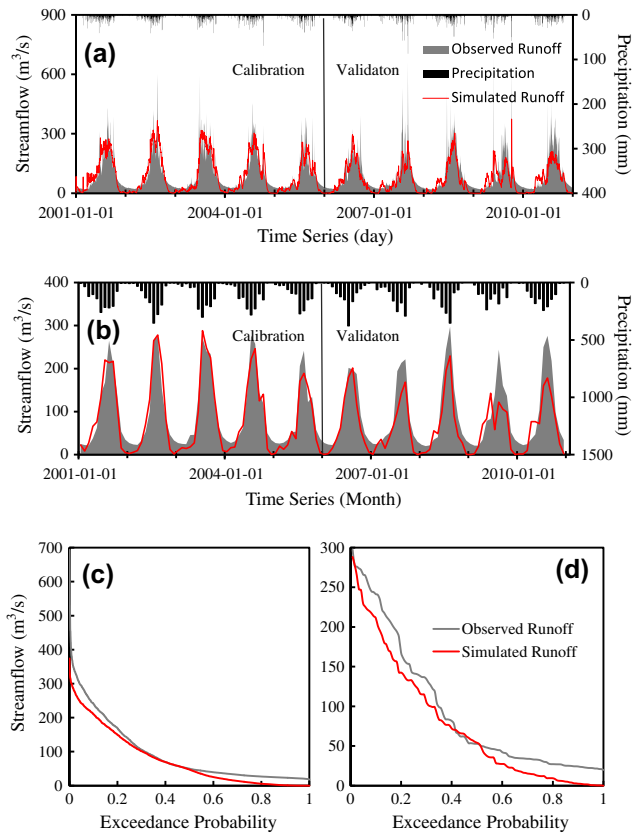 (a)
Streamflow (m³/s)
900
600
300
0
0
100
200
300
400
Precipitation (mm)
Observed Runoff
Precipitation
Simulated Runoff
Calibration
Validaton
2001-01-01
2004-01-01
2007-01-01
2010-01-01
Time Series (day)
(b)
Streamflow (m³/s)
400
300
200
100
0
0
500
1000
1500
Precipitation (mm)
Calibration
Validaton
2001-01-01
2004-01-01
2007-01-01
2010-01-01
Time Series (Month)
(c)
Streamflow (m³/s)
700
600
500
400
300
200
100
0
0
0.2
0.4
0.6
0.8
1
Exceedance Probability
(d)
300
250
200
150
100
50
0
Observed Runoff
Simulated Runoff
0
0.2
0.4
0.6
0.8
1
Exceedance Probability